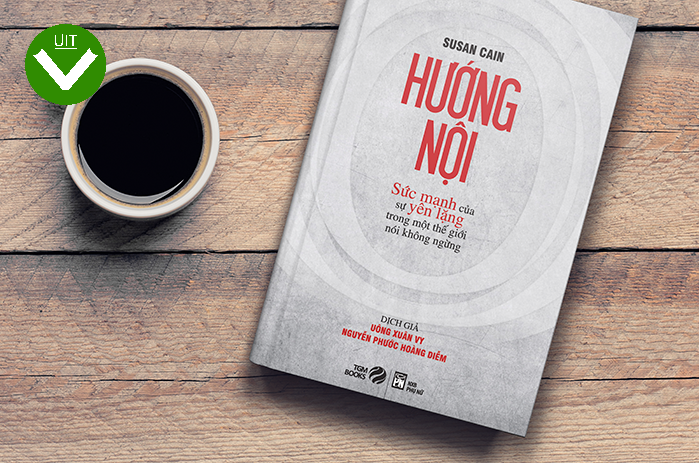 UIT
SUSAN CAIN
HƯỚNG
NỘI
Sức mạnh của
sự yên lặng
trong một thế giới
nói không ngừng
DỊCH GIẢ
UÔNG XUÂN VY
NGUYỄN PHƯỚC HOÀNG DIỄM
TGM
BOOKS
PN
NXB
PHỤ NỮ